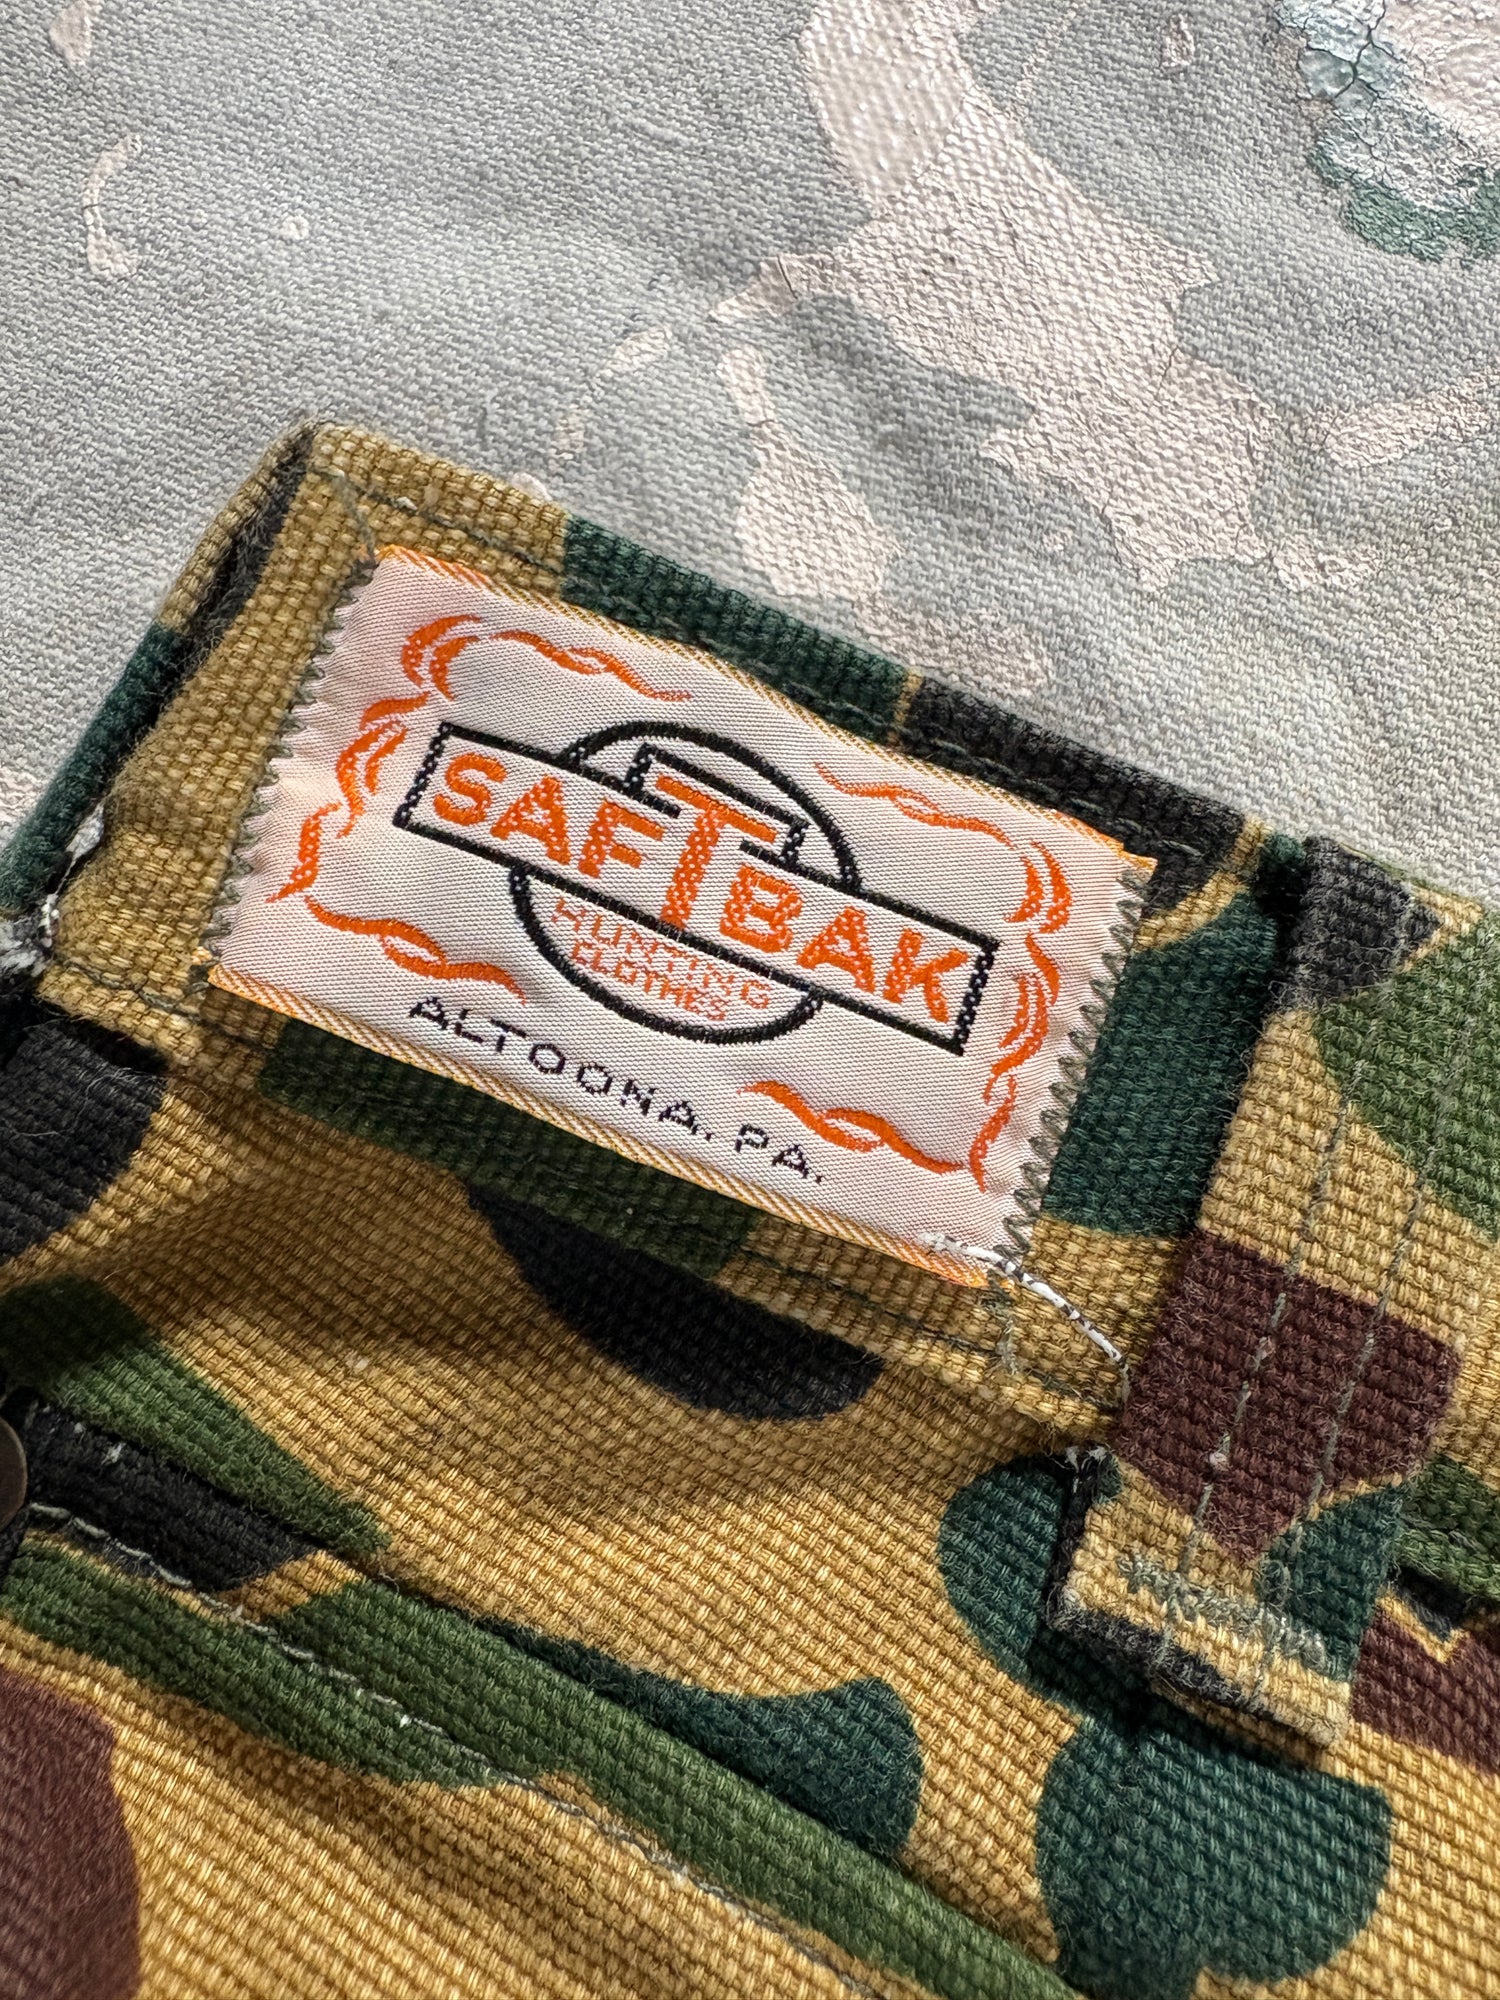 SAFTBAK
HUNTING
CLOTHES
ALTOONA, PA.